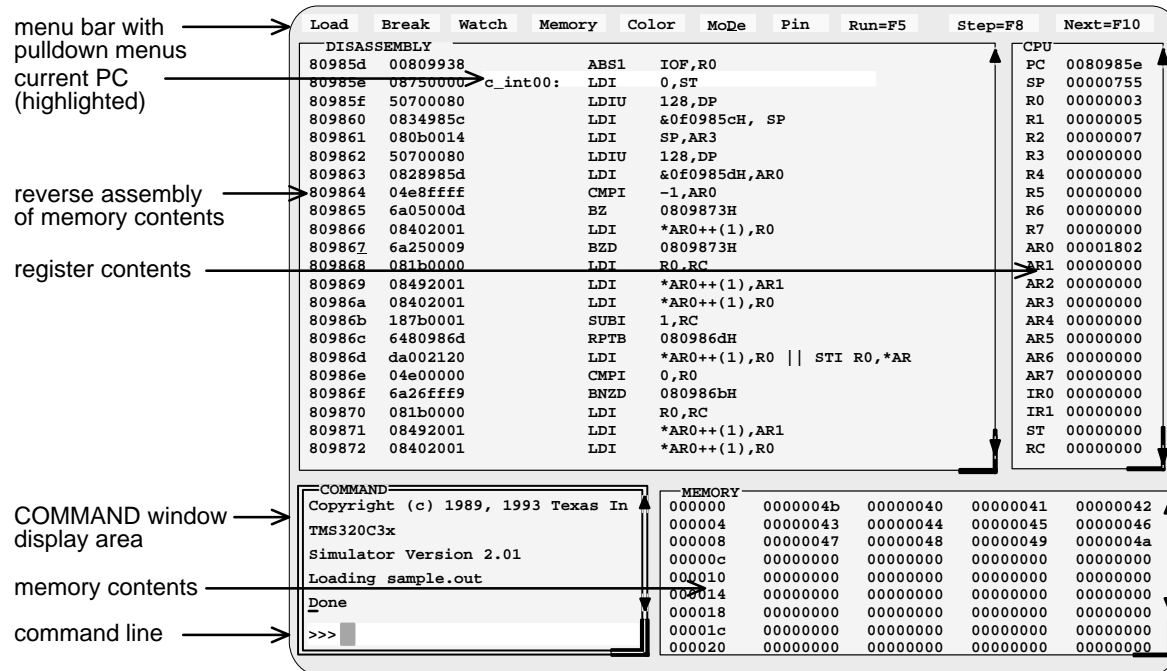 menu bar with
pulldown menus
current PC
(highlighted)
reverse assembly
of memory contents
register contents
COMMAND window
display area
memory contents
command line
Load Break Watch Memory Color MoDe Pin Run=F5 Step=F8 Next=F10
DISASSEMBLY
80985d 00809938 ABS1 IOF,R0
80985e 08750000 c_int00: LDI 0,ST
80985f 50700080 LDIU 128,DP
809860 0834985c LDI &0f0985cH, SP
809861 080b0014 LDI SP,AR3
809862 50700080 LDIU 128,DP
809863 0828985d LDI &0f0985dH,AR0
809864 04e8ffff CMPI -1,AR0
809865 6a05000d BZ 0809873H
809866 08402001 LDI *AR0++(1),R0
809867 6a250009 BZD 0809873H
809868 081b0000 LDI R0,RC
809869 08492001 LDI *AR0++(1),AR1
80986a 08402001 LDI *AR0++(1),R0
80986b 187b0001 SUBI 1,RC
80986c 6480986d RPTB 080986dH
80986d da002120 LDI *AR0++(1),R0 || STI R0,*AR
80986e 04e00000 CMPI 0,R0
80986f 6a26fff9 BNZD 080986bH
809870 081b0000 LDI R0,RC
809871 08492001 LDI *AR0++(1),AR1
809872 08402001 LDI *AR0++(1),R0
CPU
PC 0080985e
SP 00000755
R0 00000003
R1 00000005
R2 00000007
R3 00000000
R4 00000000
R5 00000000
R6 00000000
R7 00000000
AR0 00001802
AR1 00000000
AR2 00000000
AR3 00000000
AR4 00000000
AR5 00000000
AR6 00000000
AR7 00000000
IR0 00000000
IR1 00000000
ST 00000000
RC 00000000
COMMAND
Copyright (c) 1989, 1993 Texas In
TMS320C3x
Simulator Version 2.01
Loading sample.out
Done
>>>
MEMORY
000000 0000004b 00000040 00000041 00000042
000004 00000043 00000044 00000045 00000046
000008 00000047 00000048 00000049 0000004a
00000c 00000000 00000000 00000000 00000000
000010 00000000 00000000 00000000 00000000
000014 00000000 00000000 00000000 00000000
000018 00000000 00000000 00000000 00000000
00001c 00000000 00000000 00000000 00000000
000020 00000000 00000000 00000000 00000000